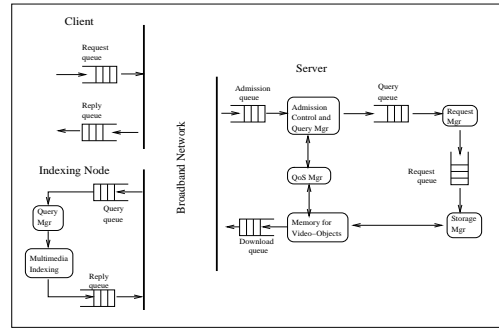 Client
Request
queue
Reply
queue
Indexing Node
Query
queue
Query
Mgr
Multimedia
Indexing
Reply
queue
Broadband Network
Server
Admission
queue
Admission
Control and
Query Mgr
Query
queue
Request
Mgr
Request
queue
QoS Mgr
Memory for
Video-Objects
Download
queue
Storage
Mgr